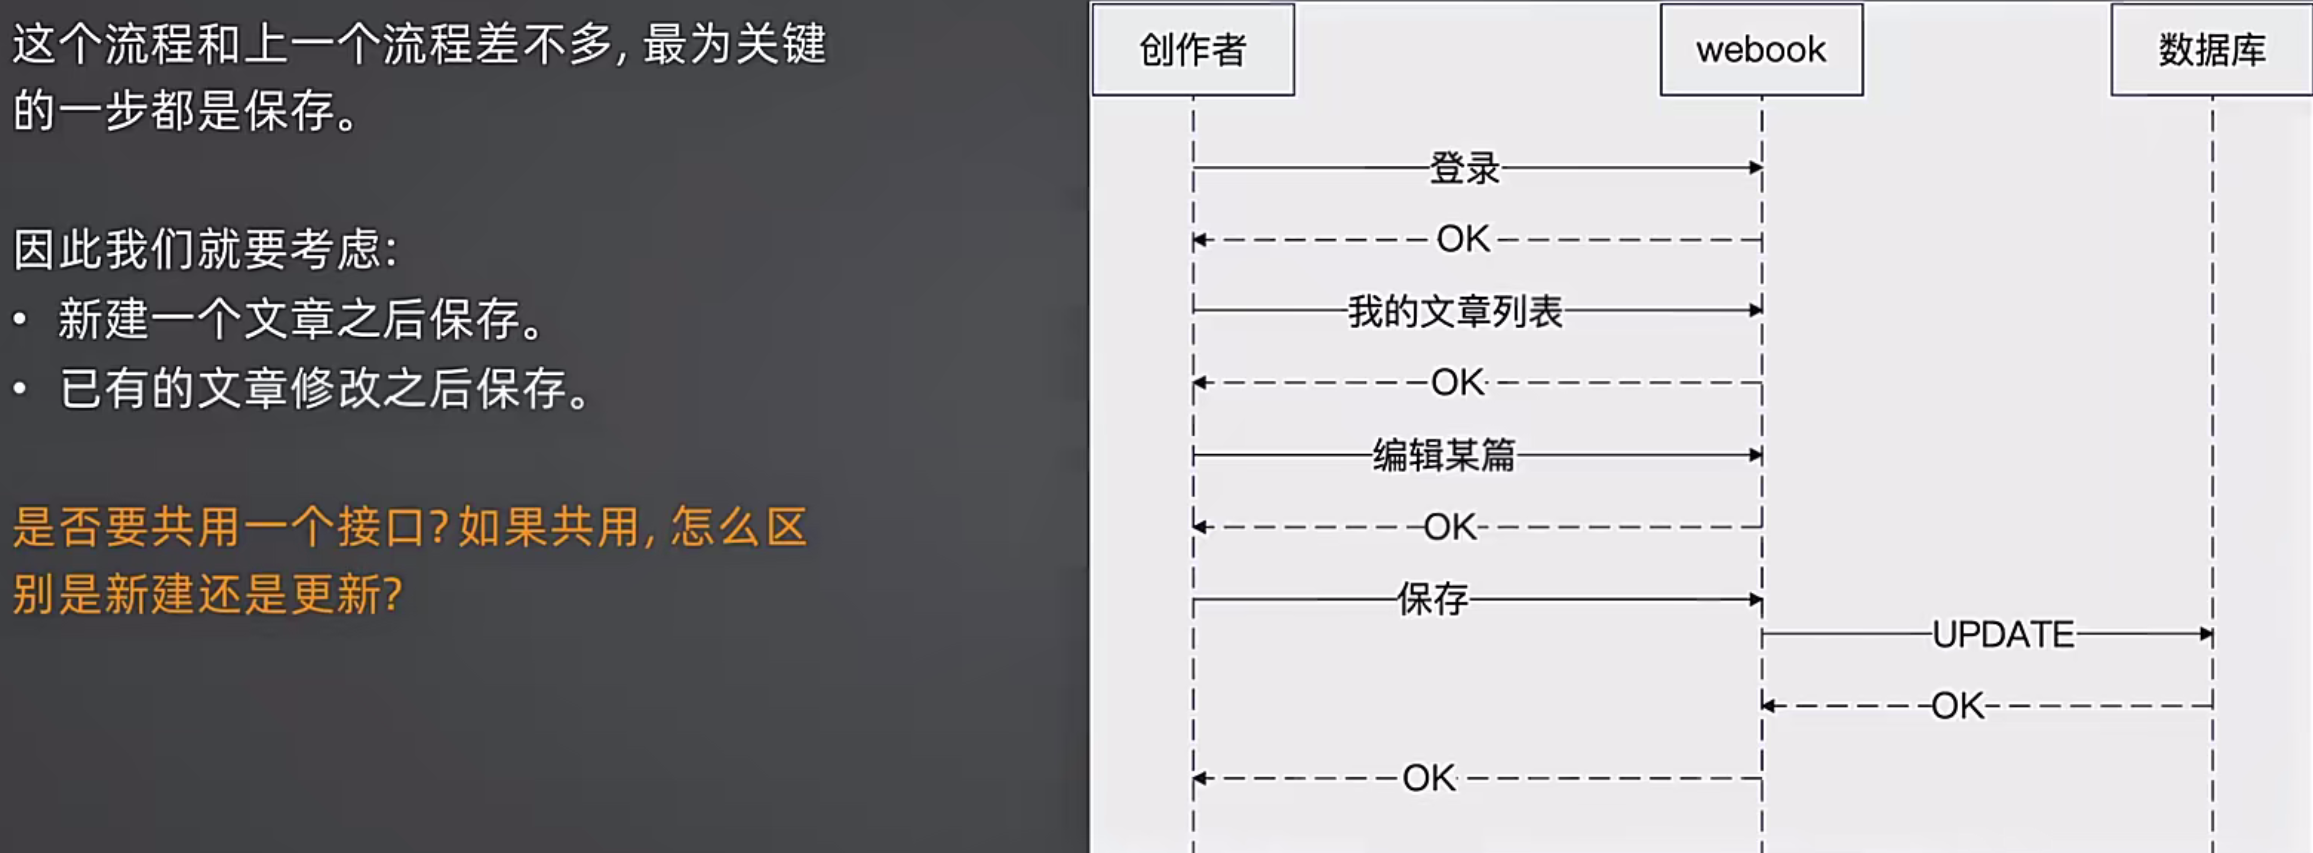 这个流程和上一个流程差不多, 最为关键
的一步都是保存。
因此我们就要考虑:
• 新建一个文章之后保存。
• 已有的文章修改之后保存。
是否要共用一个接口? 如果共用, 怎么区
别是新建还是更新?
创作者
webook
数据库
登录
OK
我的文章列表
OK
编辑某篇
OK
保存
UPDATE
OK
OK